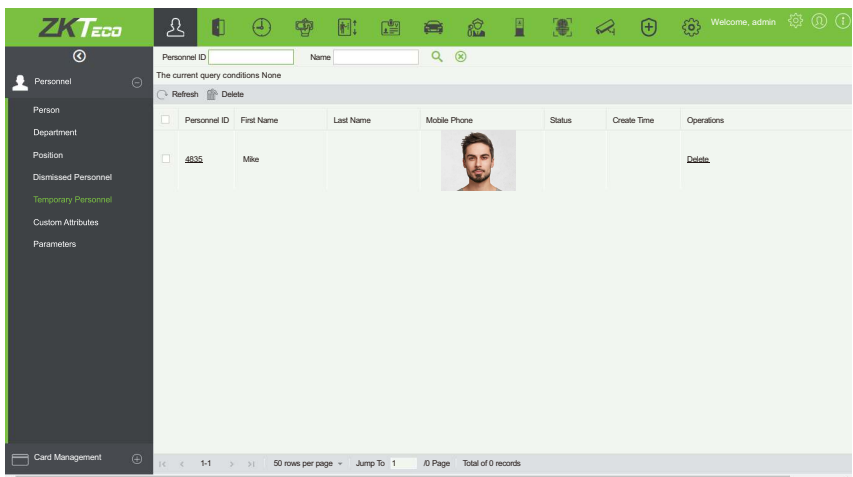 ZKTeco
Welcome, admin
Personnel ID Name
Personnel
The current query conditions None
Refresh Delete
Person
Department
Position
Dismissed Personnel
Temporary Personnel
Custom Attributes
Parameters
Personnel ID First Name Last Name Mobile Phone Status Create Time Operations
4835 Mike Delete
Card Management
1-1 50 rows per page Jump To 1 /0 Page Total of 0 records